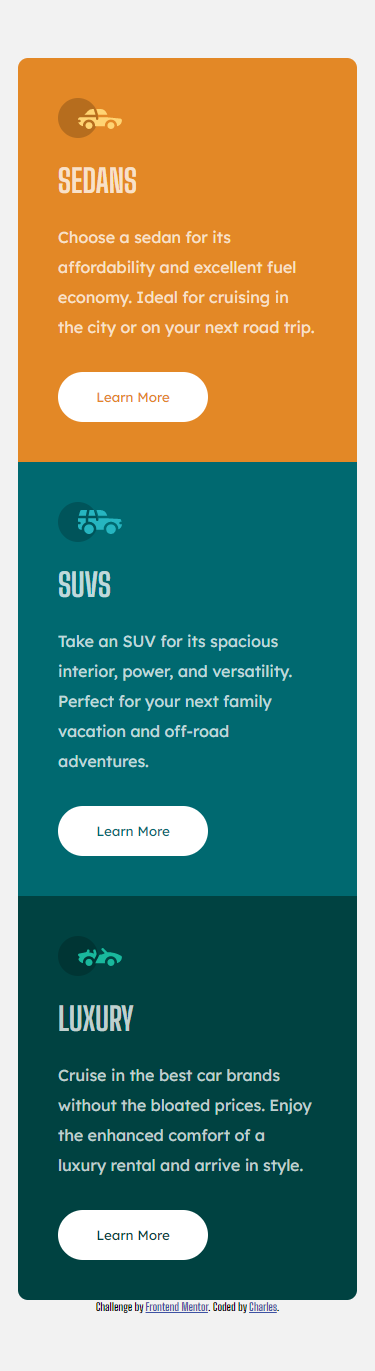 SEDANS
Choose a sedan for its
affordability and excellent fuel
economy. Ideal for cruising in
the city or on your next road trip.
Learn More
SUVS
Take an SUV for its spacious
interior, power, and versatility.
Perfect for your next family
vacation and off-road
adventures.
Learn More
LUXURY
Cruise in the best car brands
without the bloated prices. Enjoy
the enhanced comfort of a
luxury rental and arrive in style.
Learn More
Challenge by Frontend Mentor. Coded by Charles.